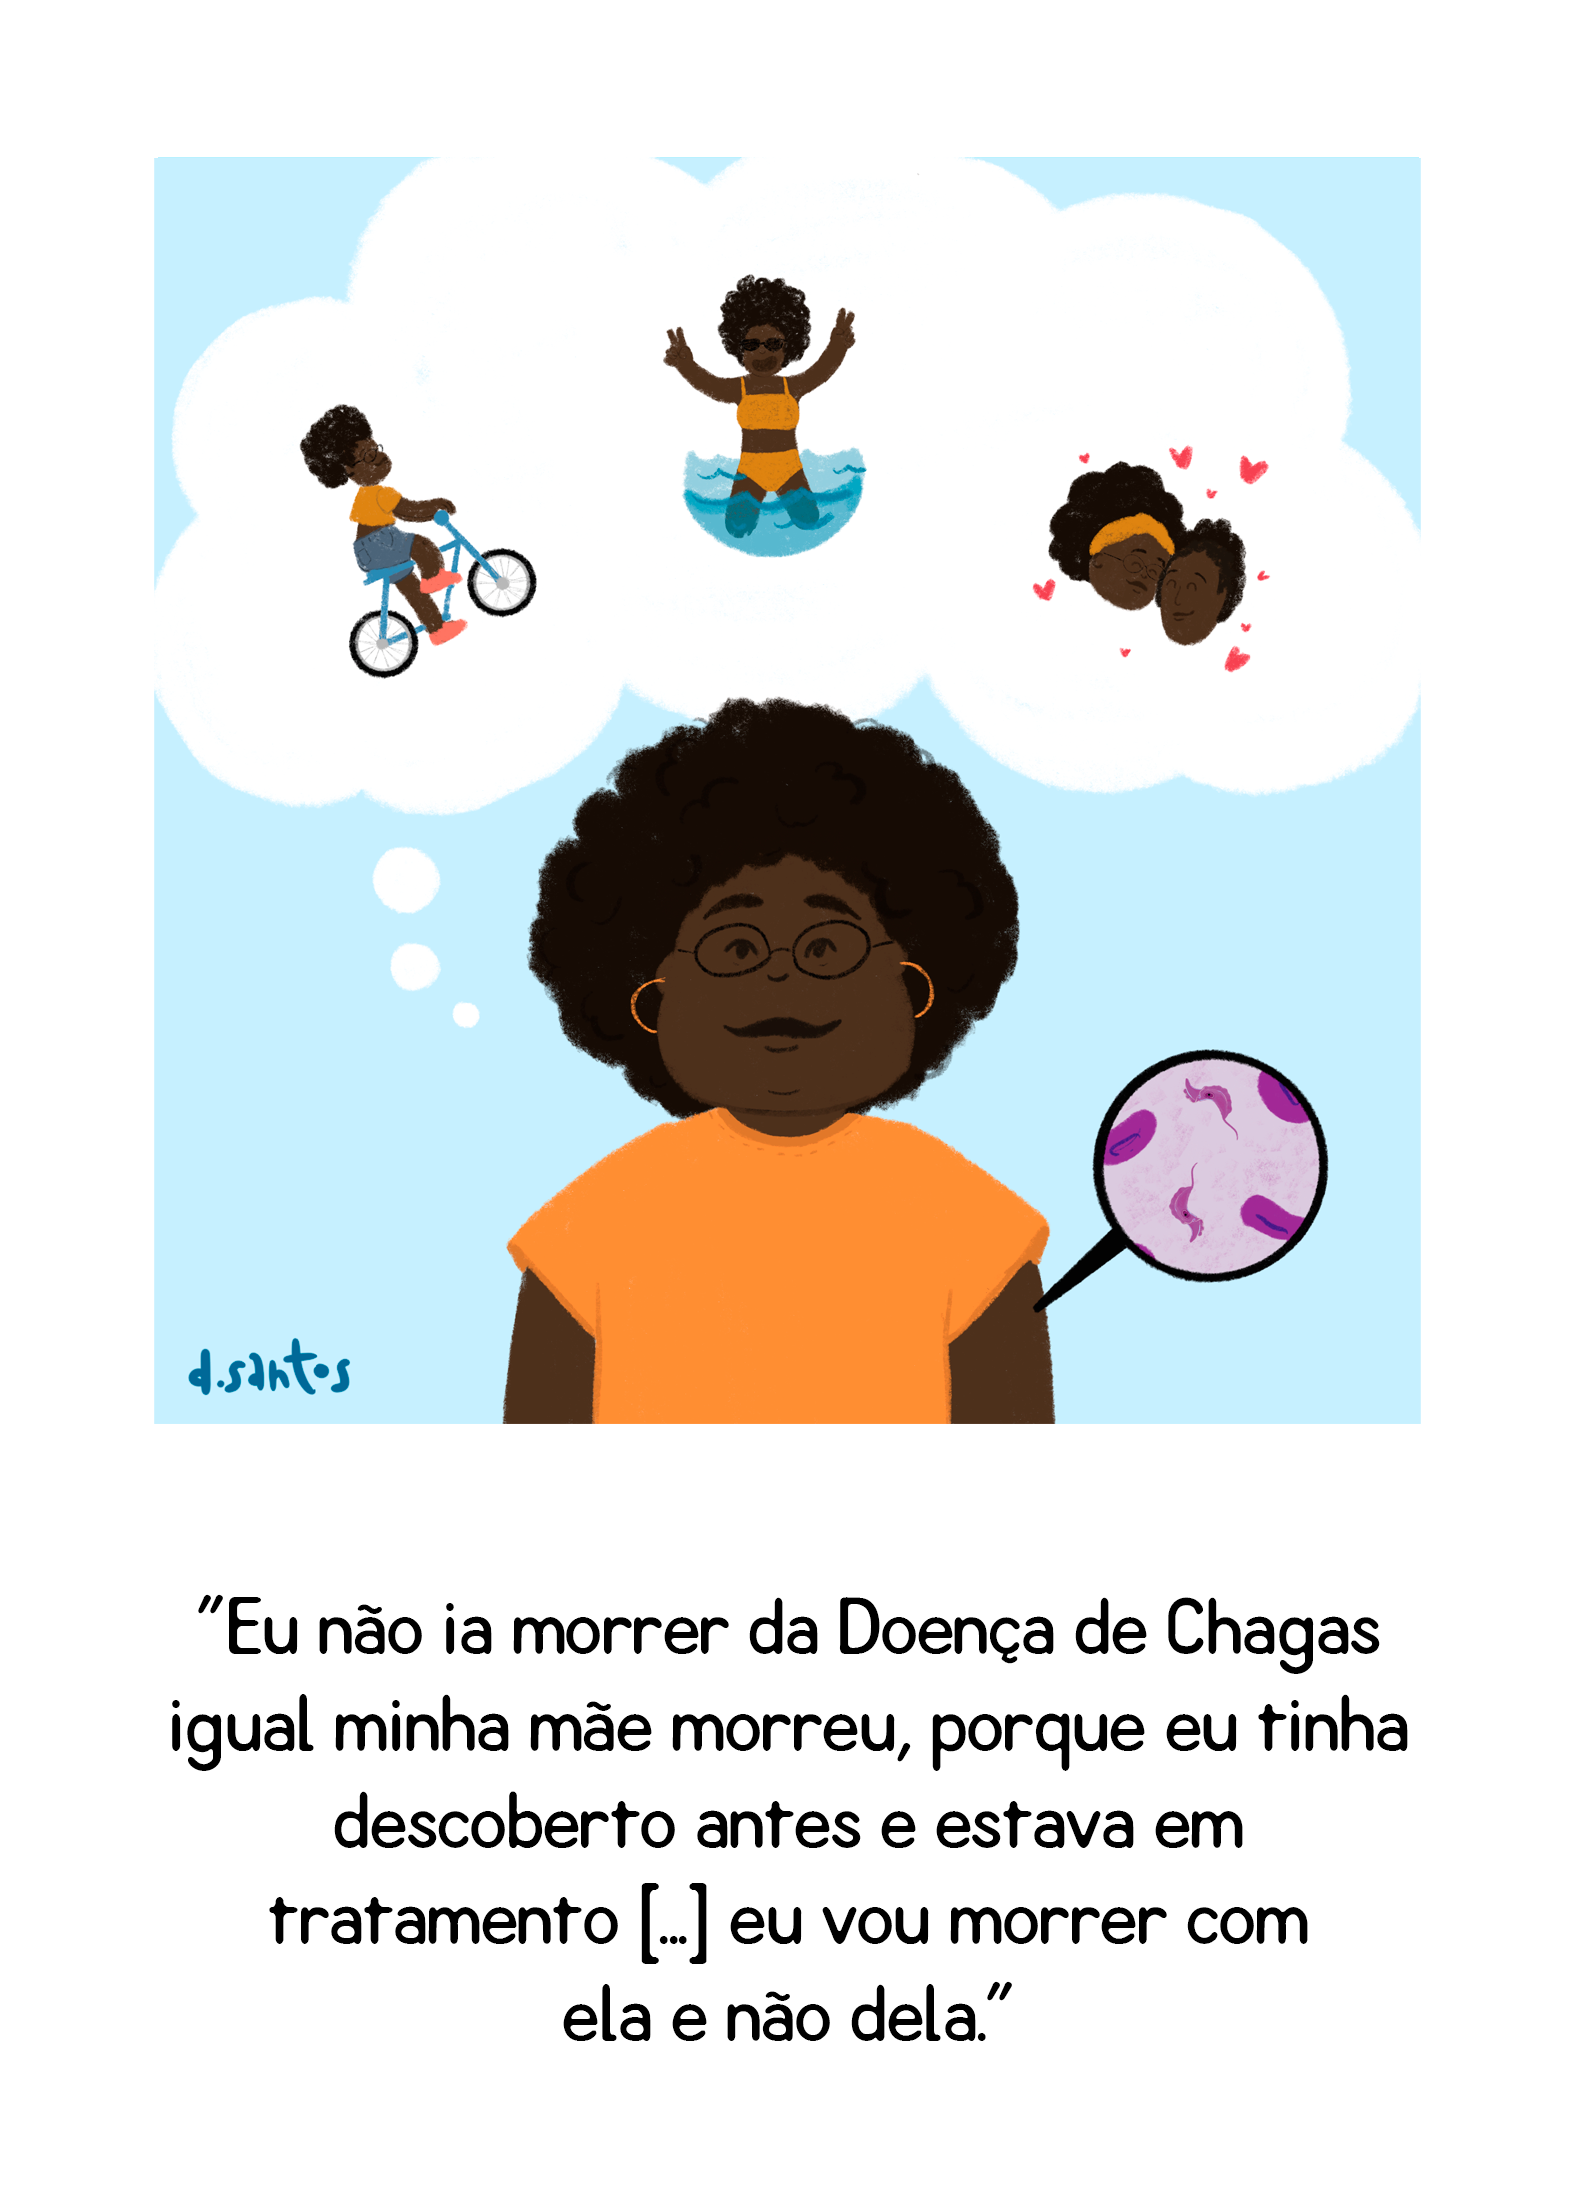 d.santos
"Eu não ia morrer da Doença de Chagas
igual minha mãe morreu, porque eu tinha
descoberto antes e estava em
tratamento [...] eu vou morrer com
ela e não dela."